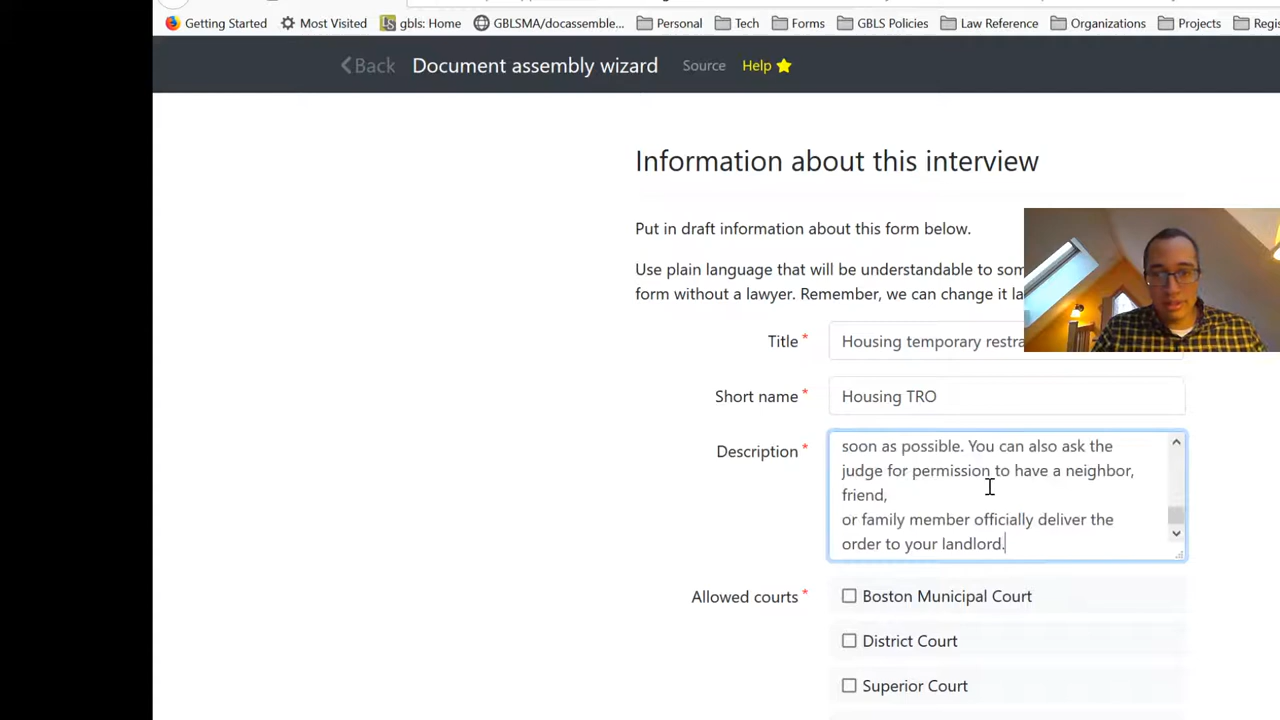 Getting Started Most Visited gbls: Home GBLSMA/docassemble... Personal Tech Forms GBLS Policies Law Reference Organizations Projects
Back Document assembly wizard Source Help
Information about this interview
Put in draft information about this form below.
Use plain language that will be understandable to
form without a lawyer. Remember, we can change it
Title * Housing temporary
Short name * Housing TRO
Description * soon as possible. You can also ask the
judge for permission to have a neighbor,
friend,
or family member officially deliver the
order to your landlord.
Allowed courts * Boston Municipal Court
District Court
Superior Court